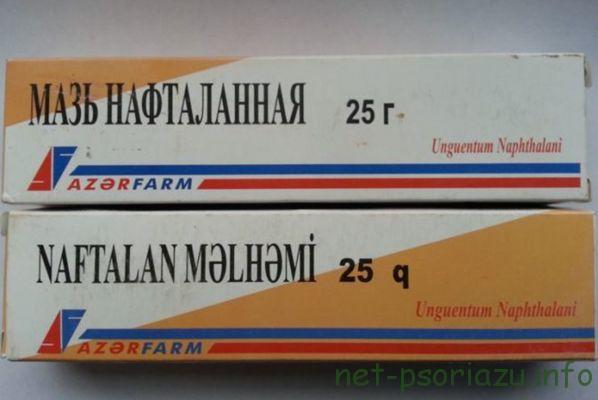 МАЗЬ НАФТАЛАННАЯ 25 г
Unguentum Naphthalani
AZƏRFARM
NAFTALAN MƏLHƏMİ 25 q
Unguentum Naphthalani
AZƏRFARM
net-psoriazu.info